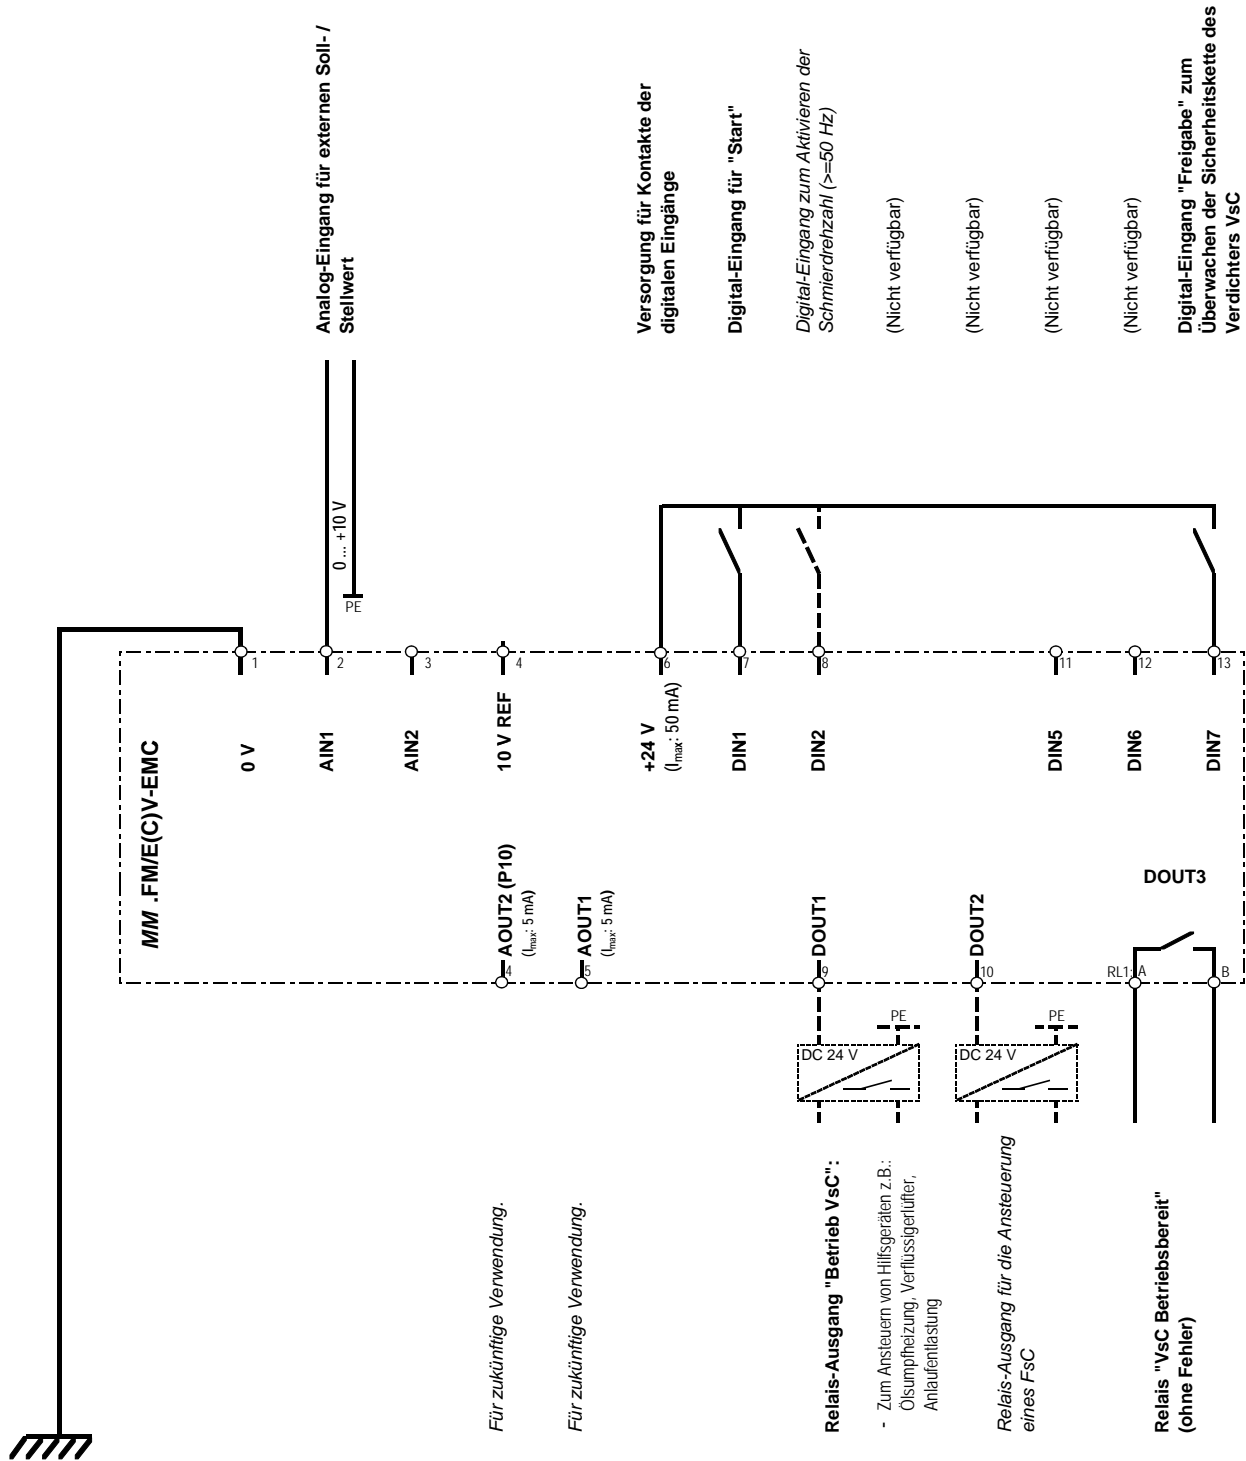 Analog-Eingang für externen Soll- /
Stellwert
Versorgung für Kontakte der
digitalen Eingänge
Digital-Eingang für "Start"
Digital-Eingang zum Aktivieren der
Schmierdrehzahl (>=50 Hz)
(Nicht verfügbar)
(Nicht verfügbar)
(Nicht verfügbar)
(Nicht verfügbar)
Digital-Eingang "Freigabe" zum
Überwachen der Sicherheitskette des
Verdichters VsC
0 ... +10 V
PE
1
2
3
4
6
7
8
11
12
13
MM .FM/E(C)V-EMC
0 V
AIN1
AIN2
10 V REF
+24 V
(Imax: 50 mA)
DIN1
DIN2
DIN5
DIN6
DIN7
AOUT2 (P10)
(Imax: 5 mA)
AOUT1
(Imax: 5 mA)
DOUT1
DOUT2
DOUT3
4
5
9
10
RL1: A
B
PE
DC 24 V
PE
DC 24 V
Für zukünftige Verwendung.
Für zukünftige Verwendung.
Relais-Ausgang "Betrieb VsC":
- Zum Ansteuern von Hilfsgeräten z.B.:
Ölsumpfheizung, Verflüssigerlüfter,
Anlaufentlastung
Relais-Ausgang für die Ansteuerung
eines FsC
Relais "VsC Betriebsbereit"
(ohne Fehler)